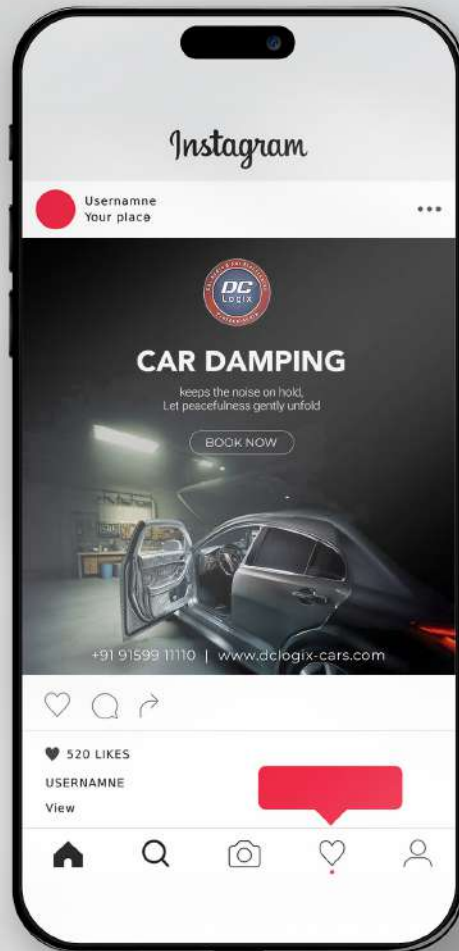 Instagram
Usernamne
Your place
DC
Logix
CAR DAMPING
keeps the noise on hold,
Let peacefulness gently unfold
BOOK NOW
+91 91599 11110 | www.dclogix-cars.com
520 LIKES
USERNAMNE
View